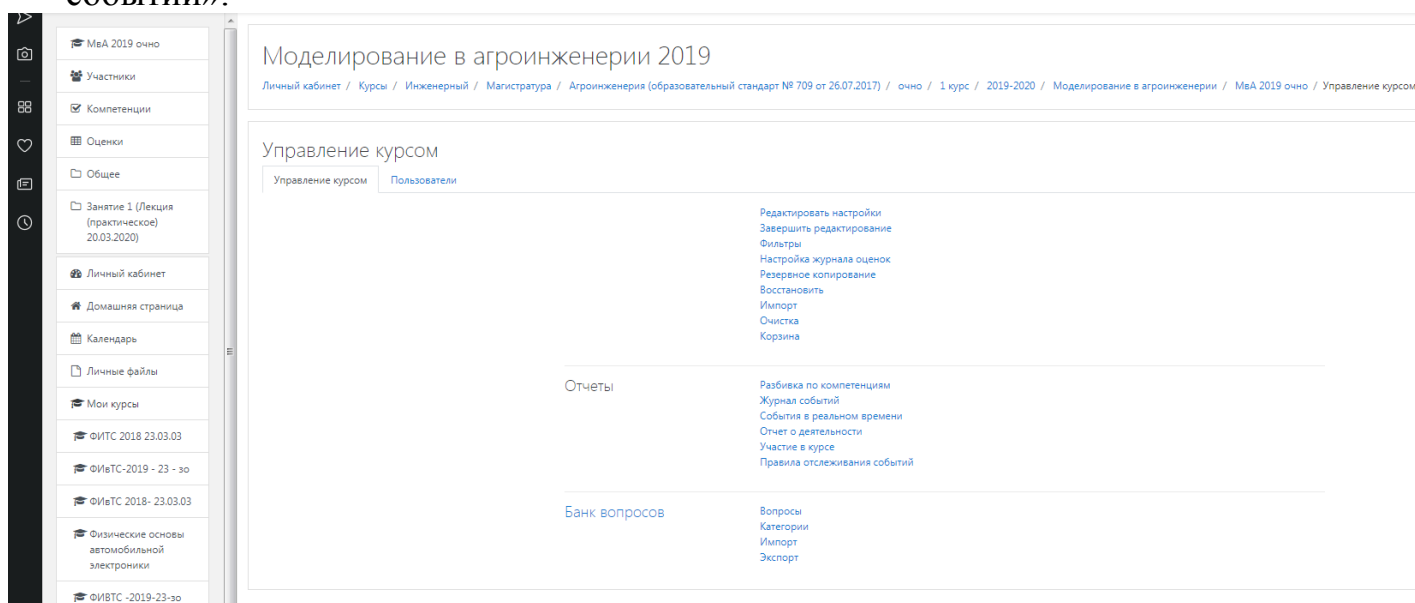 событий».
МвА 2019 очно
Участники
Компетенции
Оценки
Общее
Занятие 1 (Лекция
(практическое)
20.03.2020)
Личный кабинет
Домашняя страница
Календарь
Личные файлы
Мои курсы
ФИТС 2018 23.03.03
ФИвТС-2019 - 23 - зо
ФИвТС 2018- 23.03.03
Физические основы
автомобильной
электроники
ФИВТС -2019-23-зо
Моделирование в агроинженерии 2019
Личный кабинет / Курсы / Инженерный / Магистратура / Агроинженерия (образовательный стандарт № 709 от 26.07.2017) / очно / 1 курс / 2019-2020 / Моделирование в агроинженерии / МвА 2019 очно / Управление курсом
Управление курсом
Управление курсом Пользователи
Редактировать настройки
Завершить редактирование
Фильтры
Настройка журнала оценок
Резервное копирование
Восстановить
Импорт
Очистка
Корзина
Отчеты
Разбивка по компетенциям
Журнал событий
События в реальном времени
Отчет о деятельности
Участие в курсе
Правила отслеживания событий
Банк вопросов
Вопросы
Категории
Импорт
Экспорт